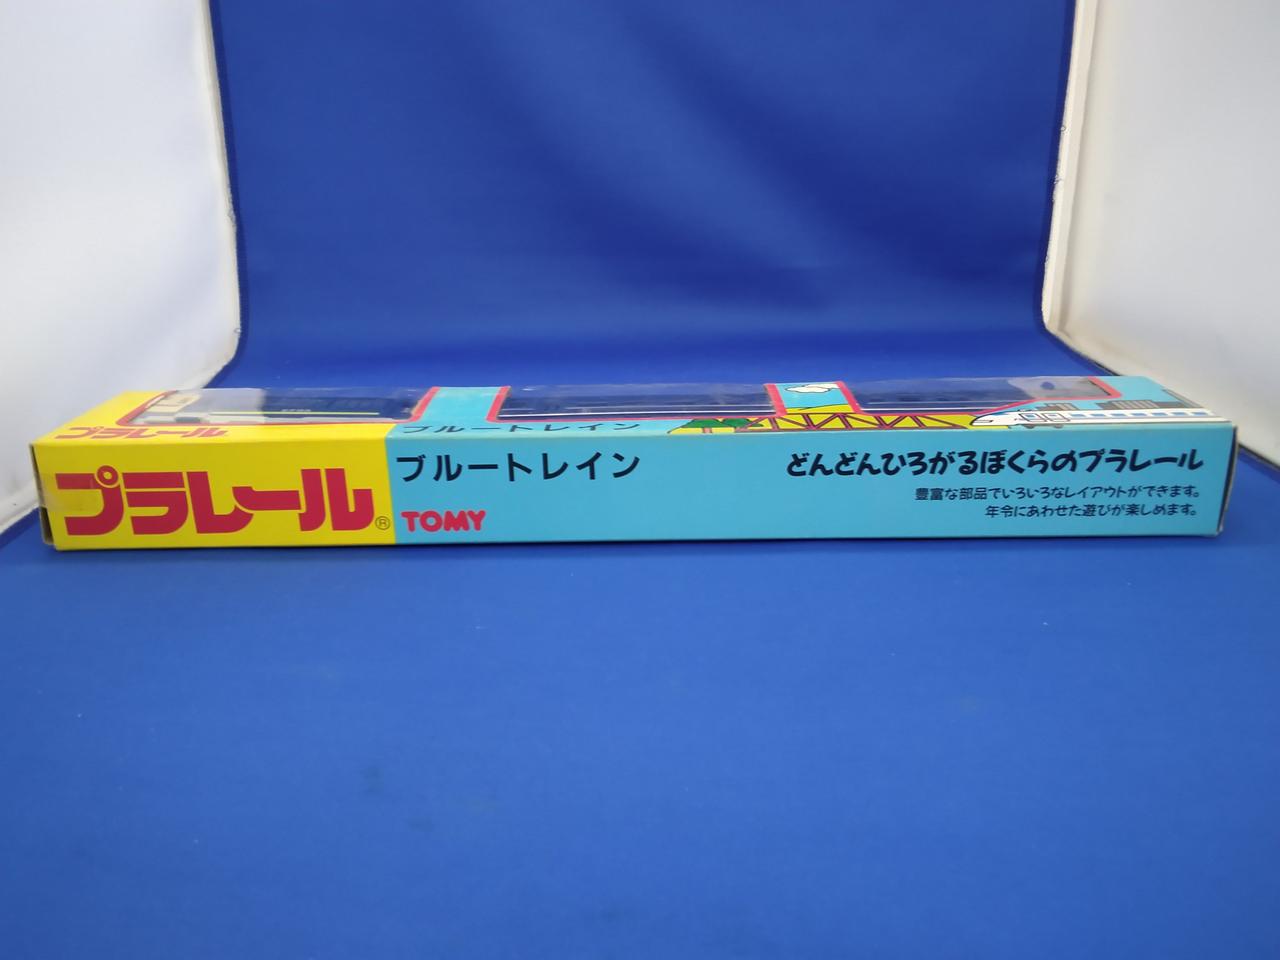 プラレール
ブルートレイン
プラレール®
ブルートレイン
TOMY
どんどんひろがるぼくらのプラレール
豊富な部品でいろいろなレイアウトができます。
年令にあわせた遊びが楽しめます。